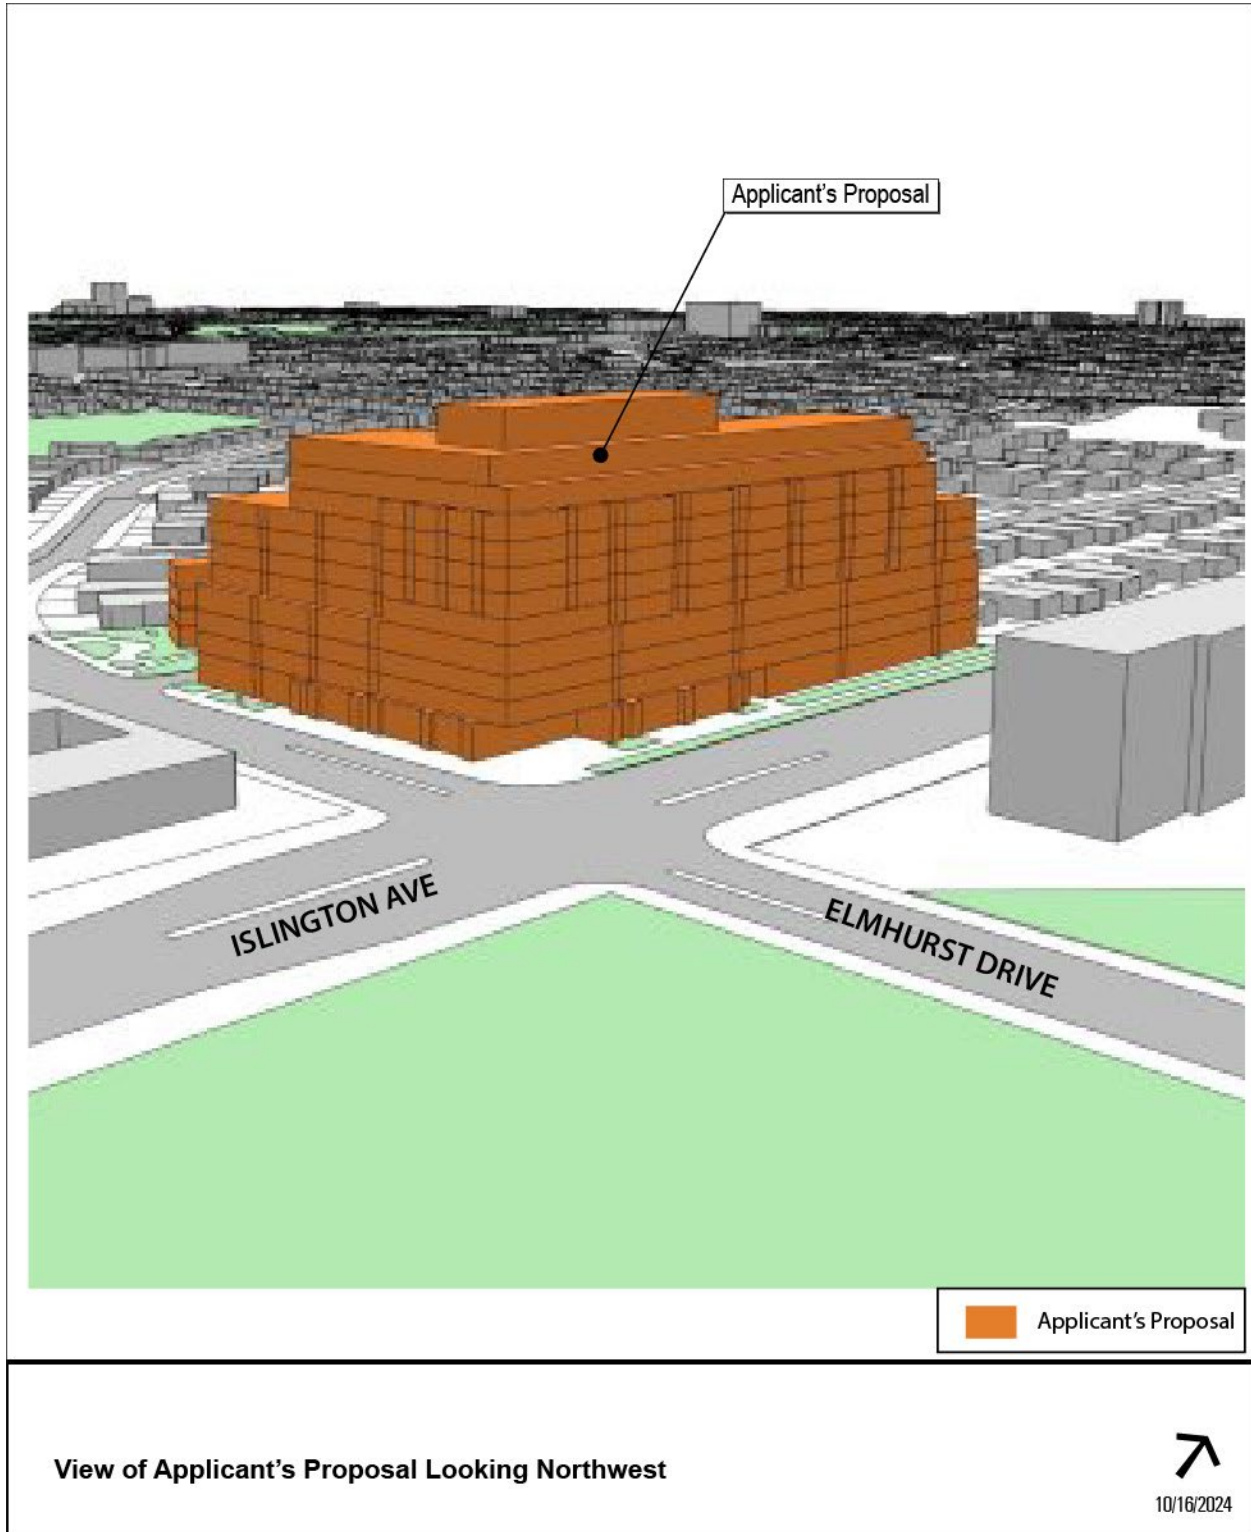 Applicant's Proposal
ISLINGTON AVE
ELMHURST DRIVE
Applicant's Proposal
View of Applicant's Proposal Looking Northwest
10/16/2024